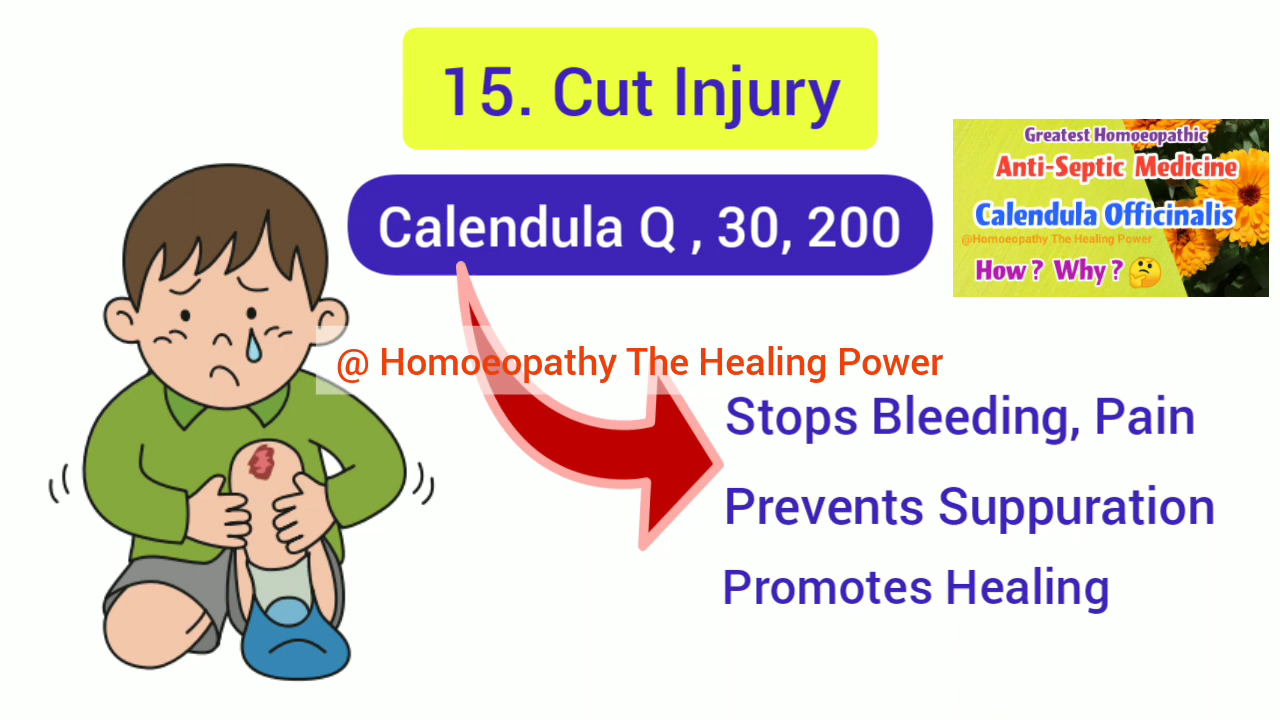 15. Cut Injury
Calendula Q , 30, 200
Greatest Homoeopathic
Anti-Septic Medicine
Calendula Officinalis
@Homoeopathy The Healing Power
How ? Why ?
@ Homoeopathy The Healing Power
Stops Bleeding, Pain
Prevents Suppuration
Promotes Healing